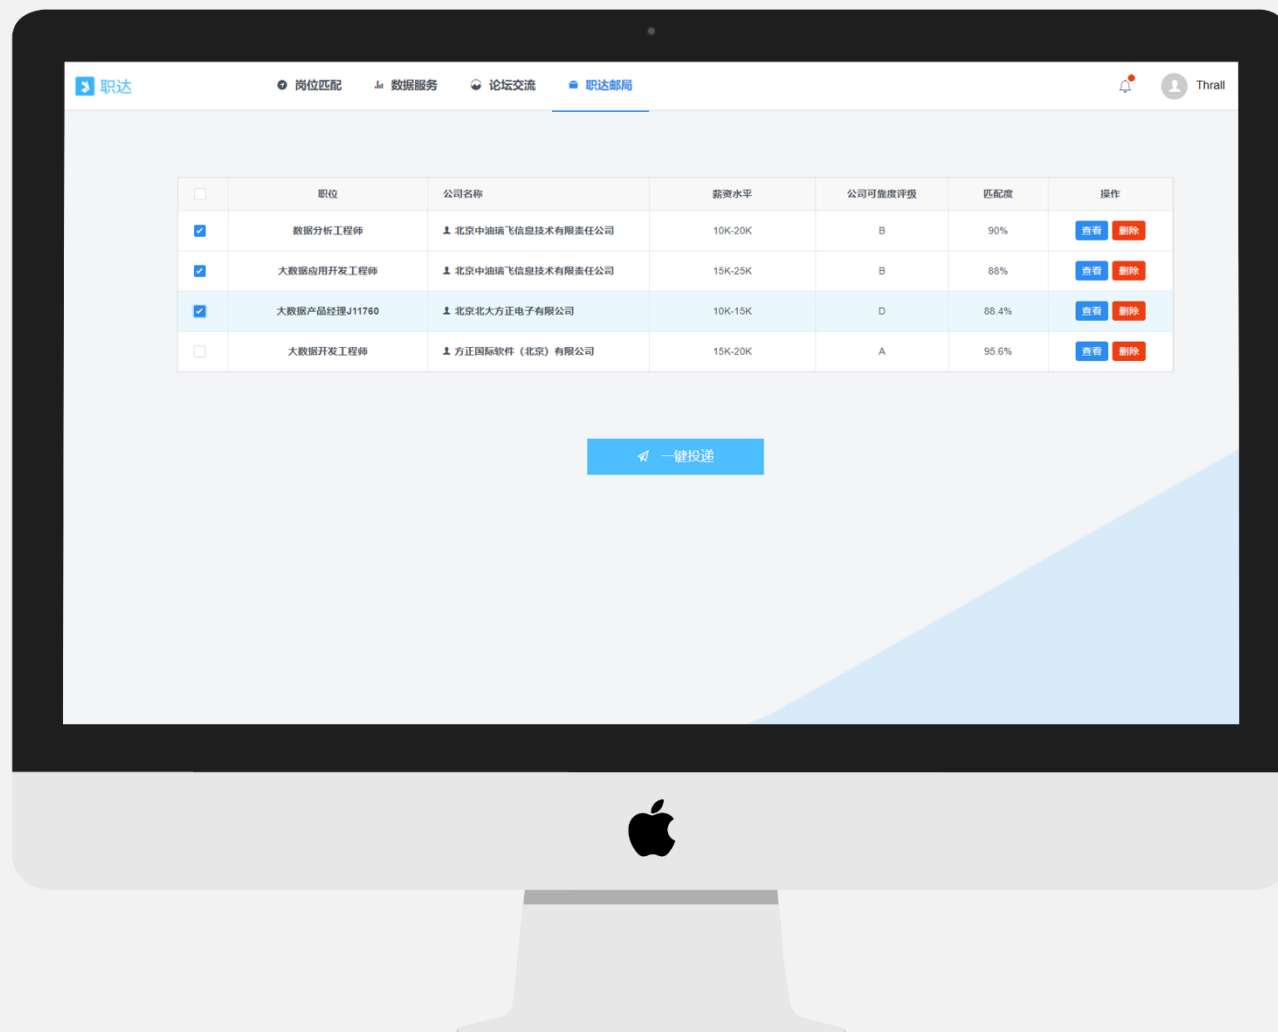 职达 岗位匹配 数据服务 论坛交流 职达邮局 Thrall
职位 公司名称 薪资水平 公司可靠度评级 匹配度 操作
数据分析工程师 北京中油瑞飞信息技术有限责任公司 10K-20K B 90% 查看 删除
大数据应用开发工程师 北京中油瑞飞信息技术有限责任公司 15K-25K B 88% 查看 删除
大数据产品经理J11760 北京北大方正电子有限公司 10K-15K D 88.4% 查看 删除
大数据开发工程师 方正国际软件（北京）有限公司 15K-20K A 95.6% 查看 删除
一键投递